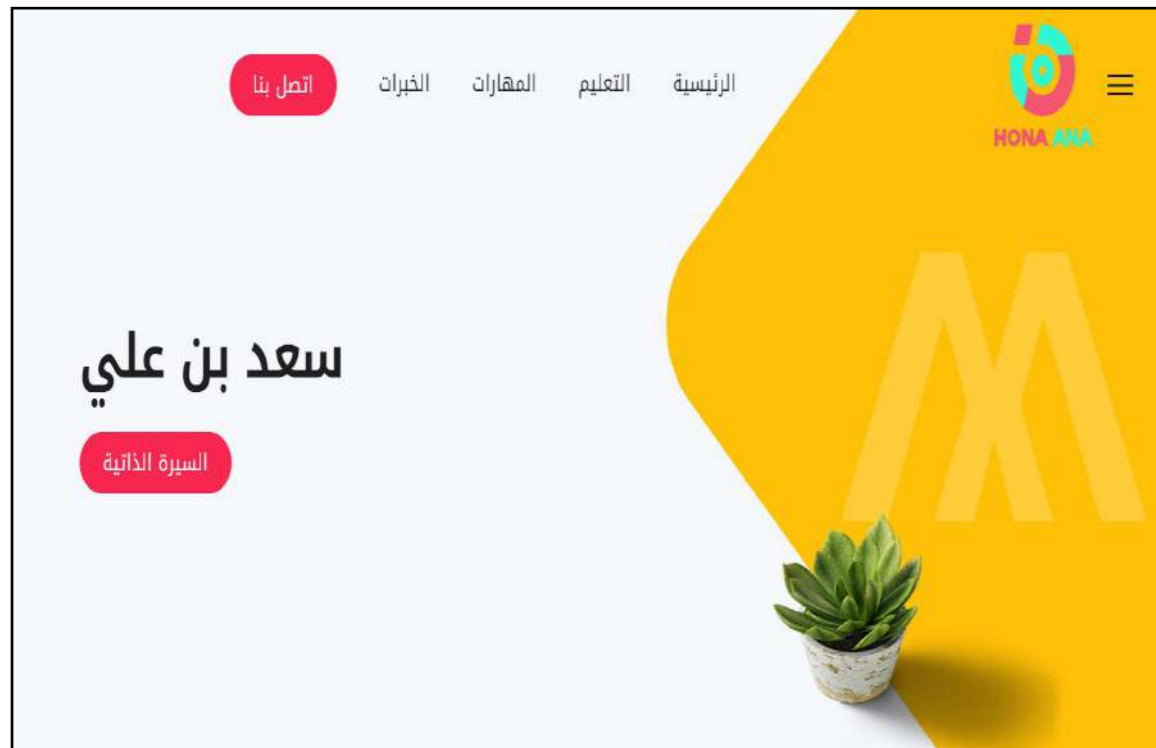 HONA ANA
الرئيسية التعليم المهارات الخبرات اتصل بنا
سعد بن علي
السيرة الذاتية